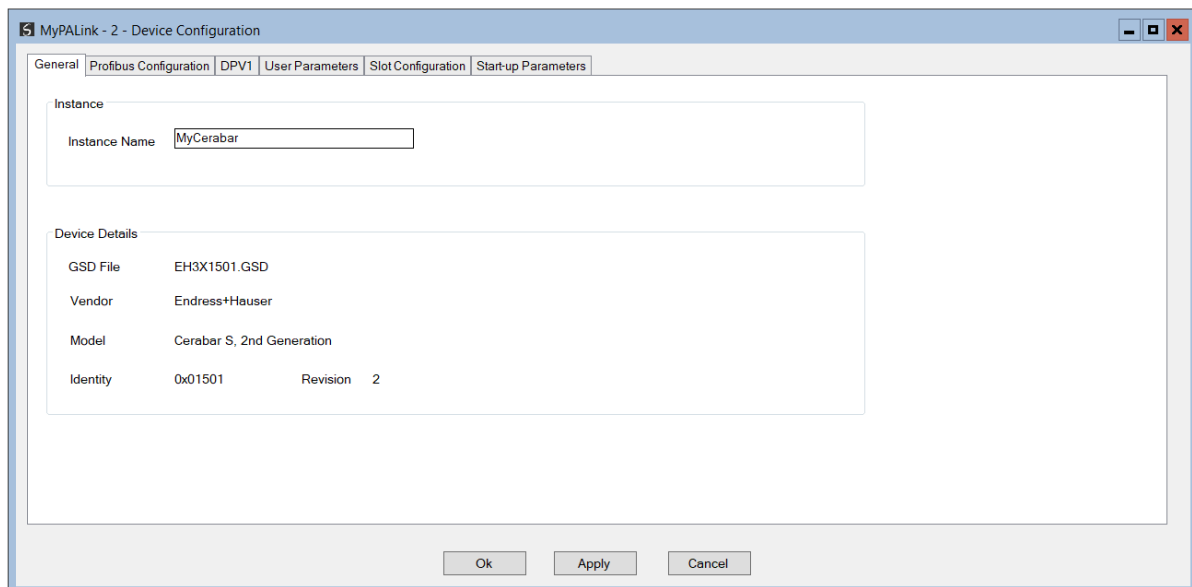 MyPALink - 2 - Device Configuration
General Profibus Configuration DPV1 User Parameters Slot Configuration Start-up Parameters
Instance
Instance Name MyCerabar
Device Details
GSD File EH3X1501.GSD
Vendor Endress+Hauser
Model Cerabar S, 2nd Generation
Identity 0x01501 Revision 2
Ok Apply Cancel